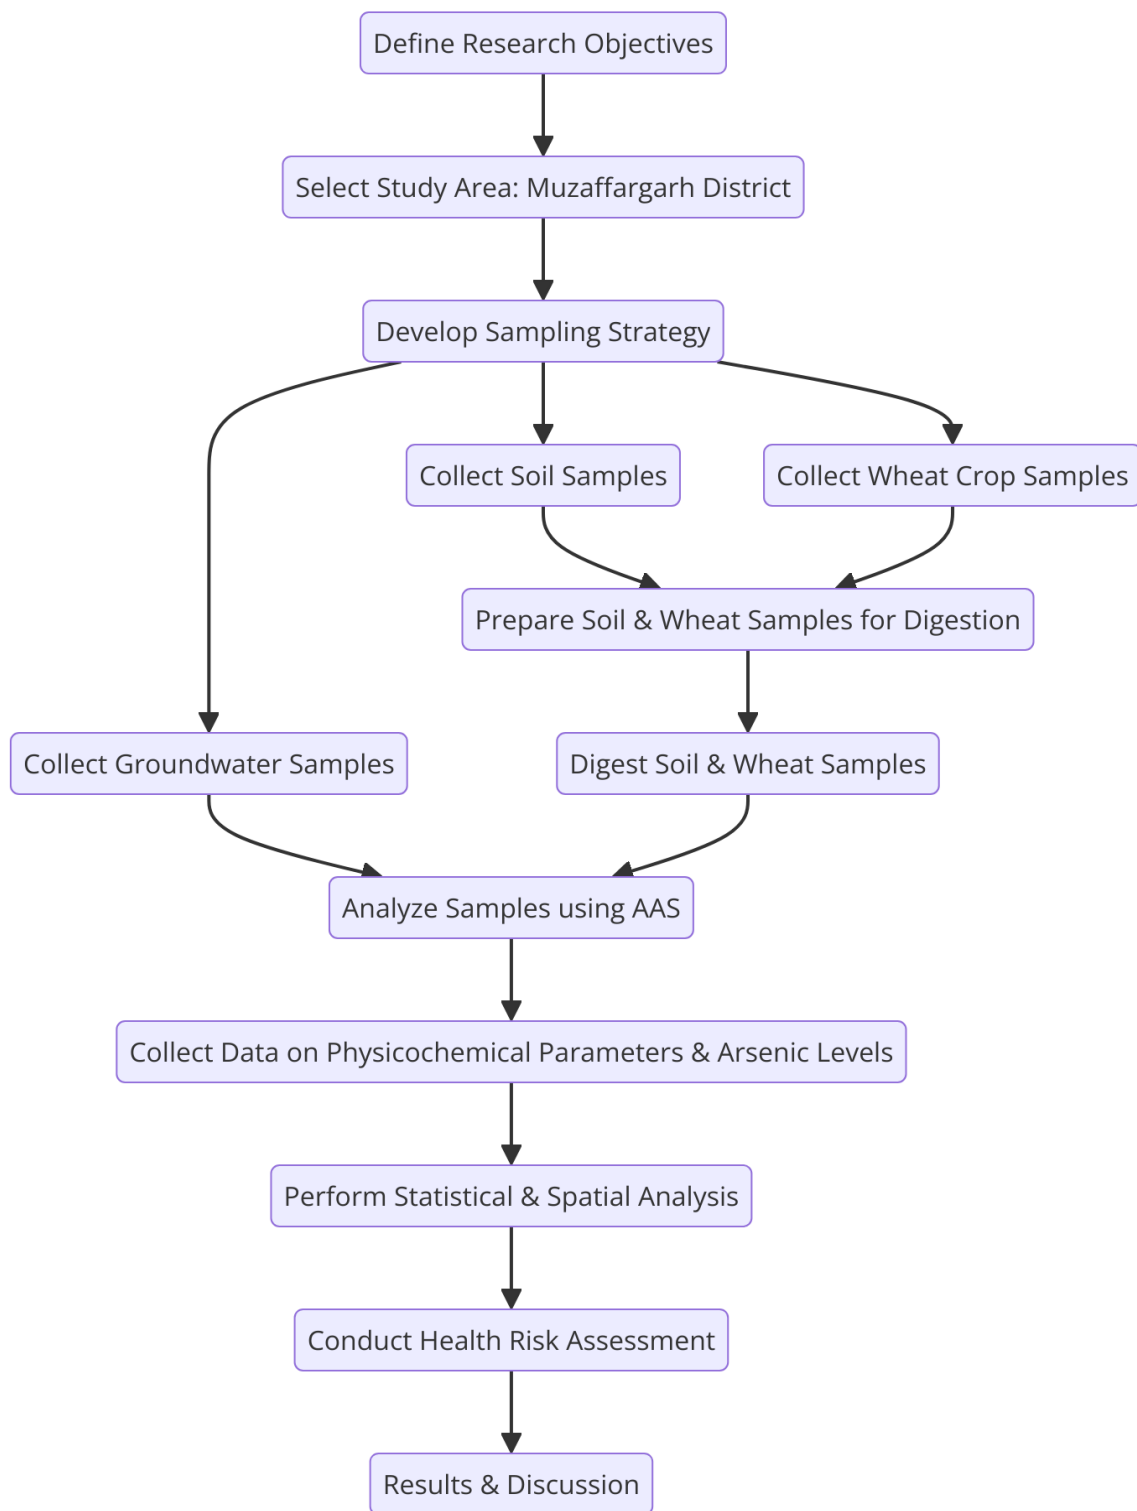 Define Research Objectives
Select Study Area: Muzaffargarh District
Develop Sampling Strategy
Collect Soil Samples
Collect Wheat Crop Samples
Prepare Soil & Wheat Samples for Digestion
Collect Groundwater Samples
Digest Soil & Wheat Samples
Analyze Samples using AAS
Collect Data on Physicochemical Parameters & Arsenic Levels
Perform Statistical & Spatial Analysis
Conduct Health Risk Assessment
Results & Discussion